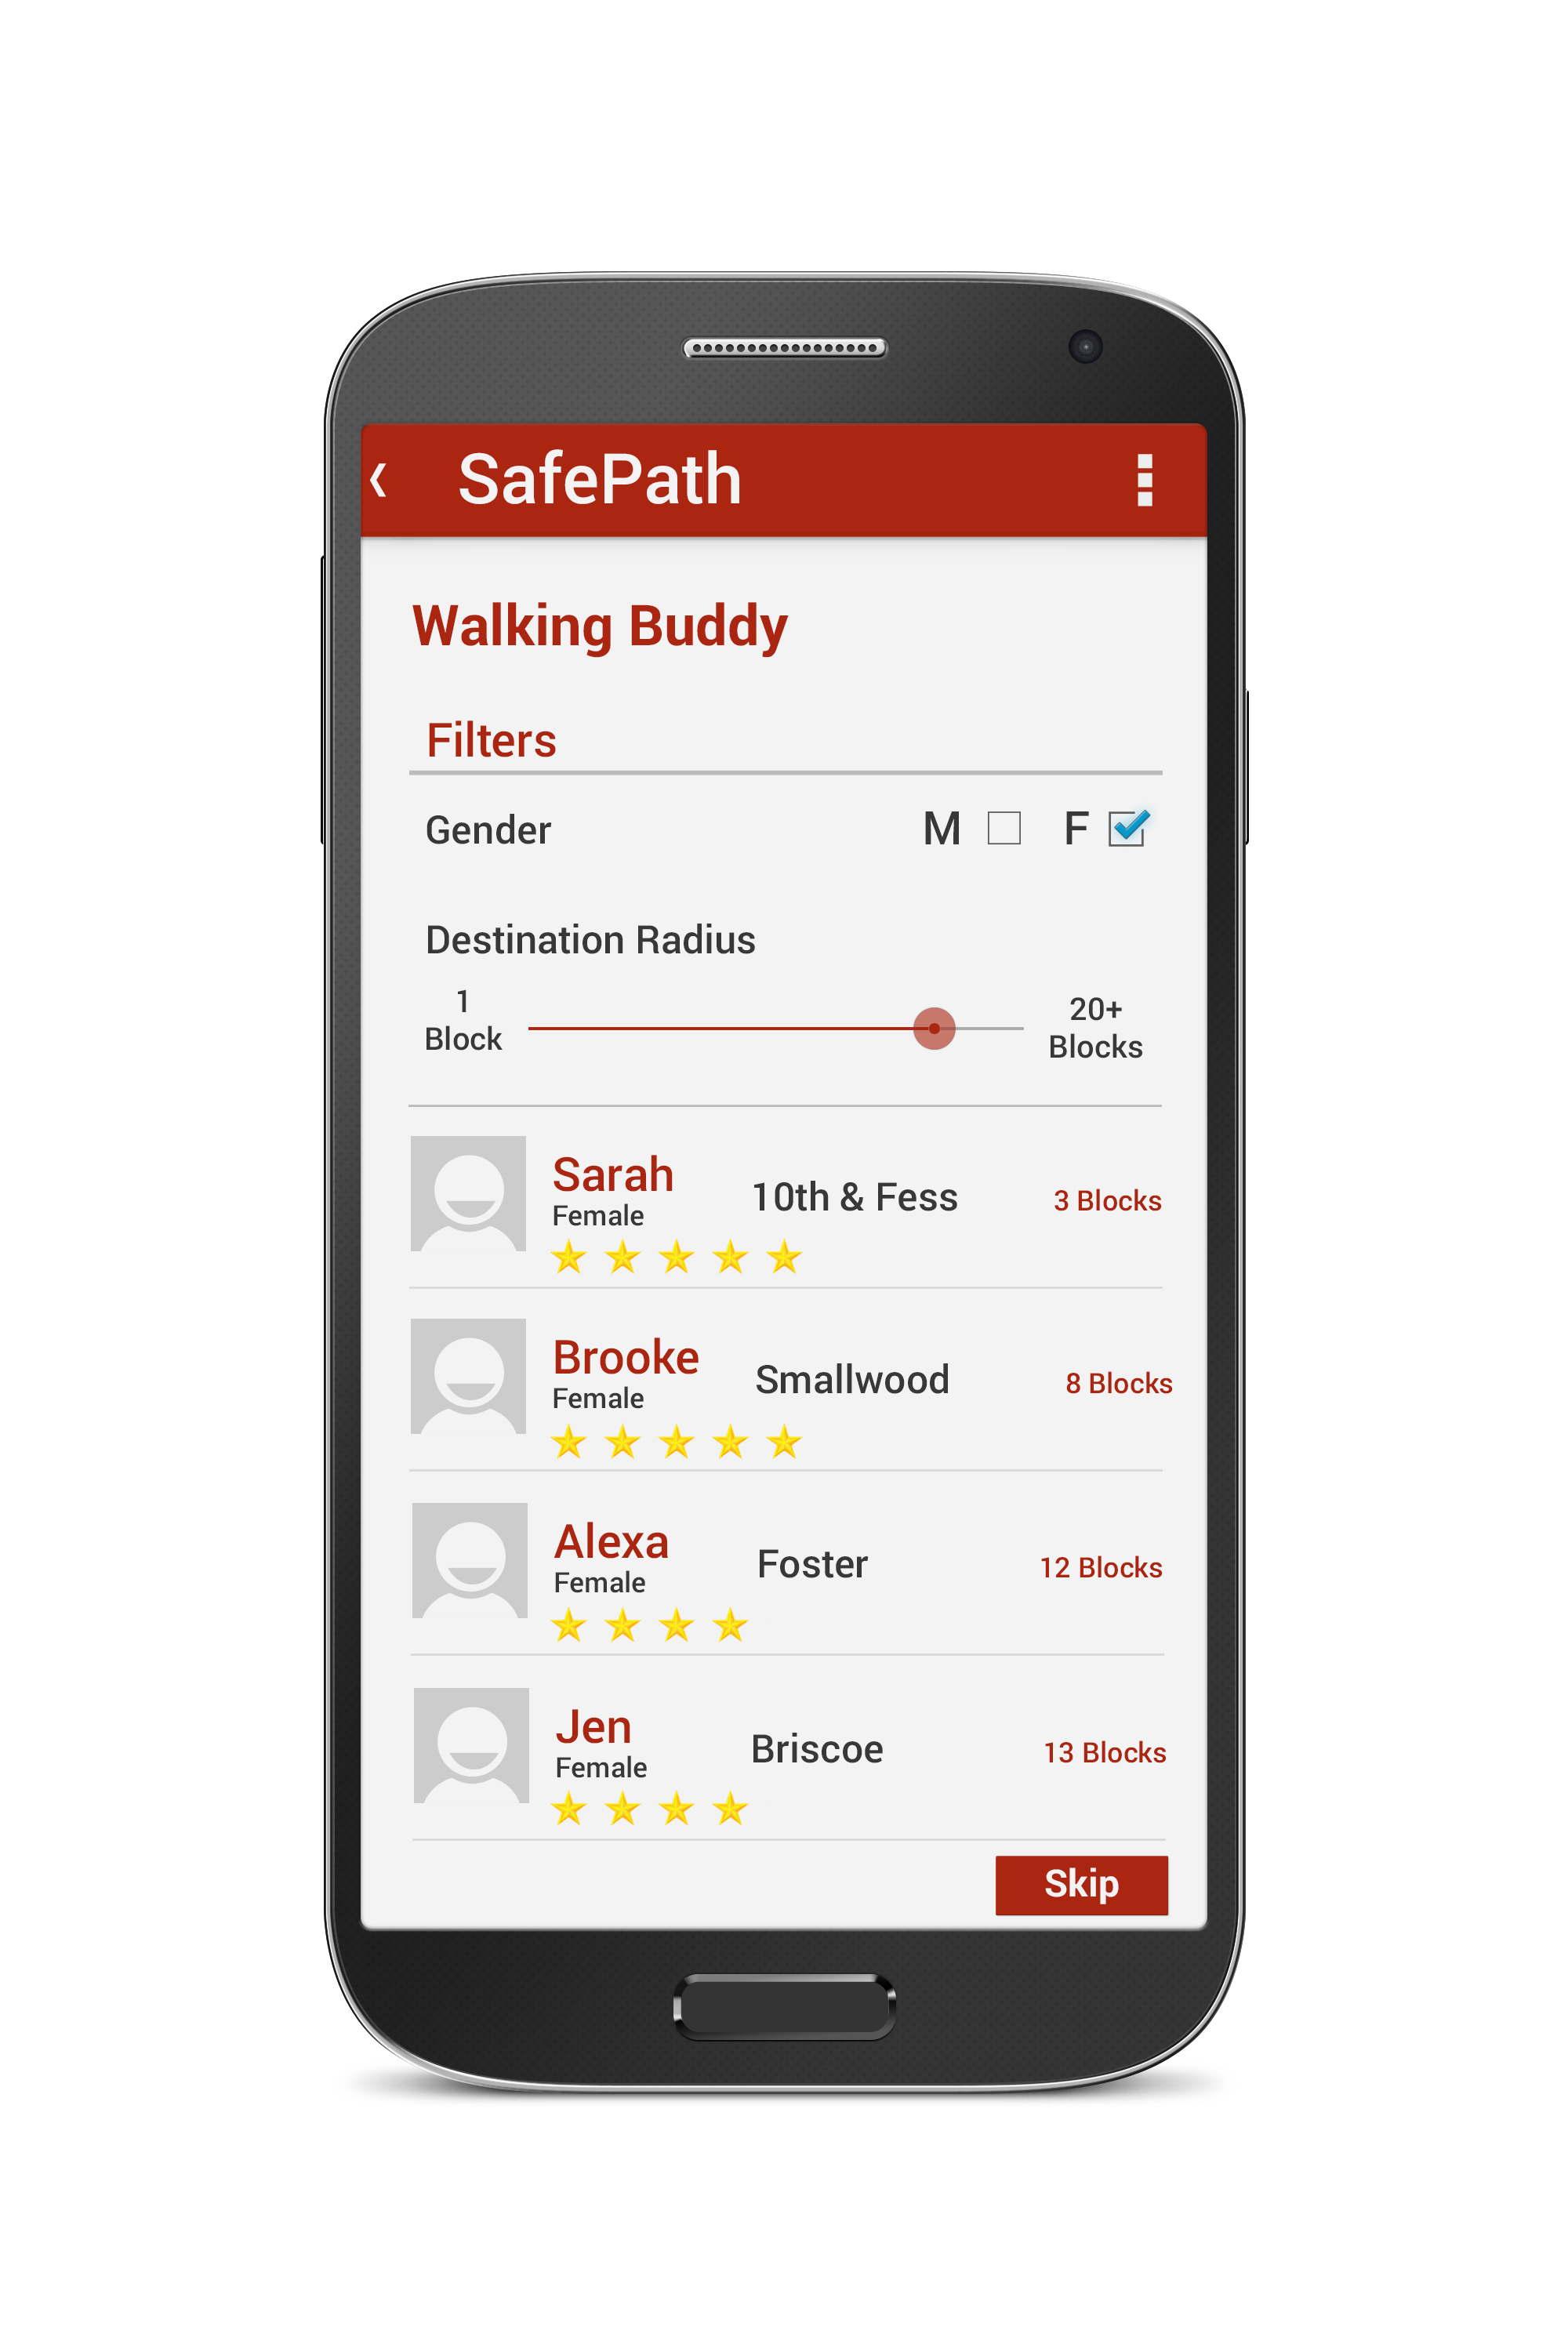 SafePath
Walking Buddy
Filters
Gender M F
Destination Radius
1 Block 20+ Blocks
Sarah
Female
10th & Fess 3 Blocks
Brooke
Female
Smallwood 8 Blocks
Alexa
Female
Foster 12 Blocks
Jen
Female
Briscoe 13 Blocks
Skip